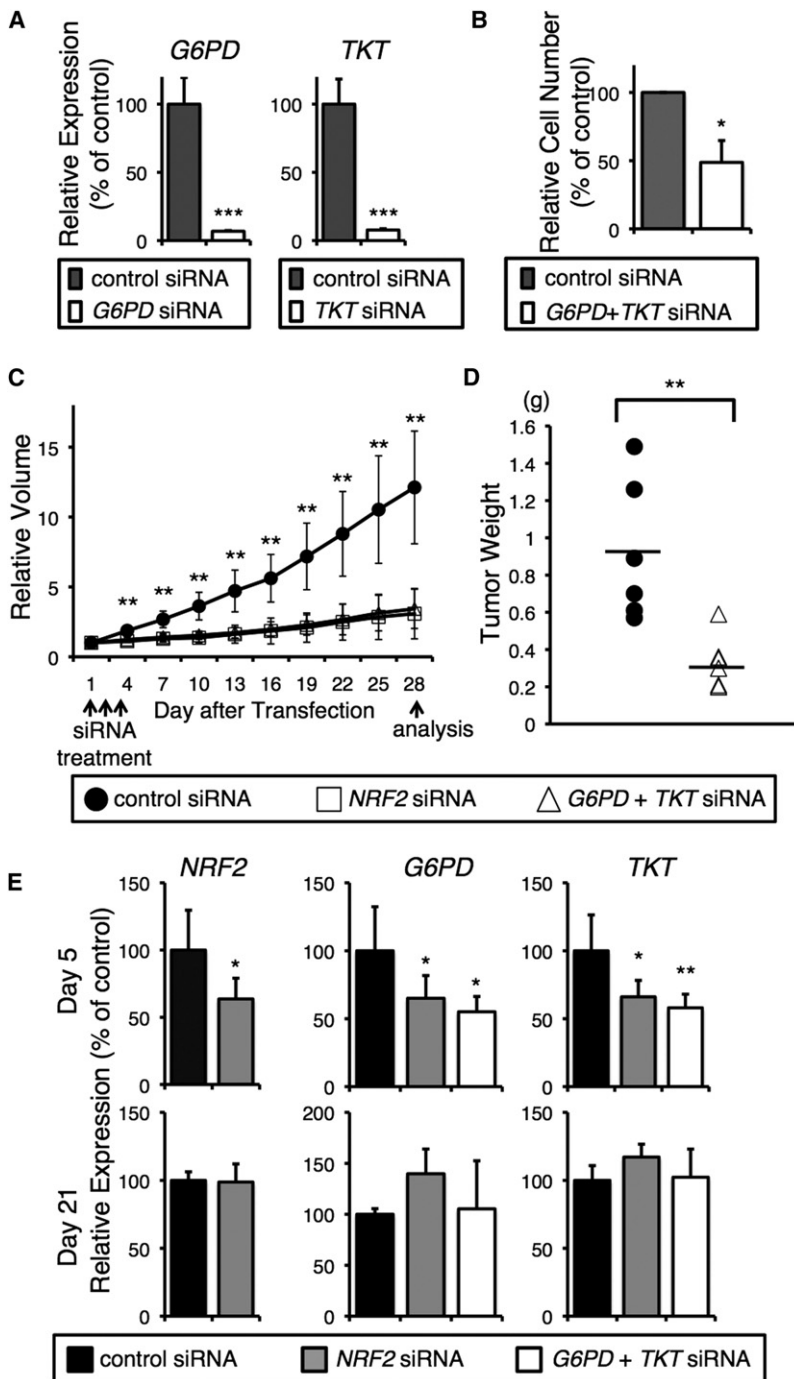 A
G6PD
TKT
Relative Expression
(% of control)
100
50
0
***
100
50
0
***
control siRNA
G6PD siRNA
control siRNA
TKT siRNA
B
Relative Cell Number
(% of control)
100
50
0
*
control siRNA
G6PD+TKT siRNA
C
Relative Volume
15
10
5
0
** ** ** ** ** ** ** ** **
1 4 7 10 13 16 19 22 25 28
Day after Transfection
siRNA
treatment
analysis
D
(g)
**
Tumor Weight
1.6
1.4
1.2
1
0.8
0.6
0.4
0.2
0
control siRNA NRF2 siRNA G6PD + TKT siRNA
E
NRF2
G6PD
TKT
Day 5
Day 21
Relative Expression (% of control)
150
100
50
0
*
150
100
50
0
* *
150
100
50
0
* **
150
100
50
0
200
150
100
50
0
150
100
50
0
control siRNA NRF2 siRNA G6PD + TKT siRNA